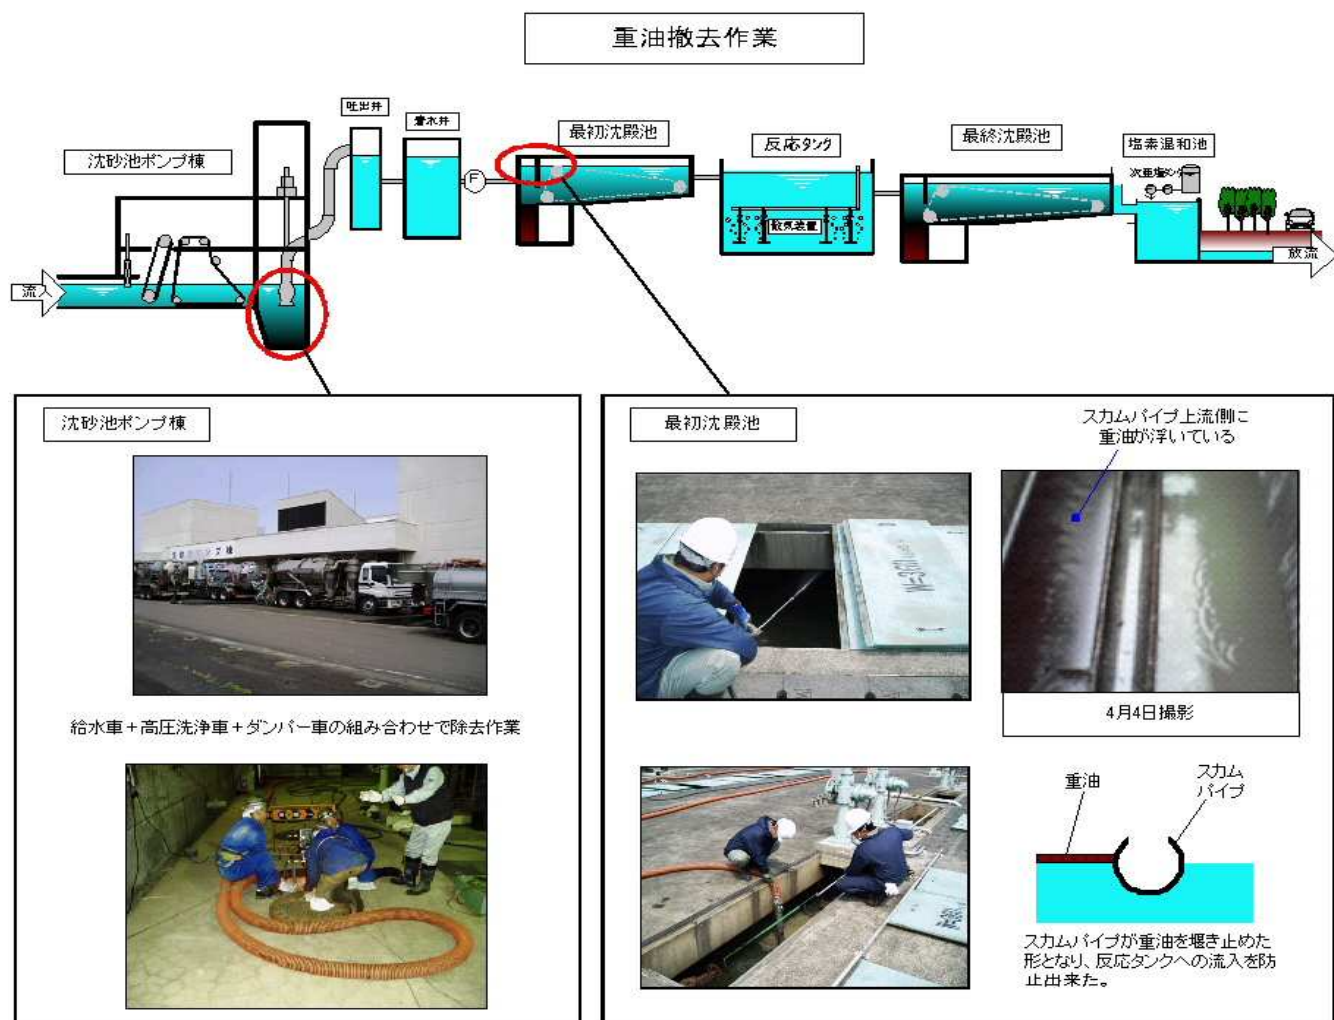 重油撤去作業
沈砂池ポンプ棟
吐出井
着水井
F
最初沈殿池
反応タンク
散気装置
最終沈殿池
塩素混和池
次亜塩タンク
流入
放流
沈砂池ポンプ棟
給水車＋高圧洗浄車＋ダンパー車の組み合わせで除去作業
最初沈殿池
スカムパイプ上流側に
重油が浮いている
4月4日撮影
重油
スカム
パイプ
スカムパイプが重油を堰き止めた
形となり、反応タンクへの流入を防
止出来た。